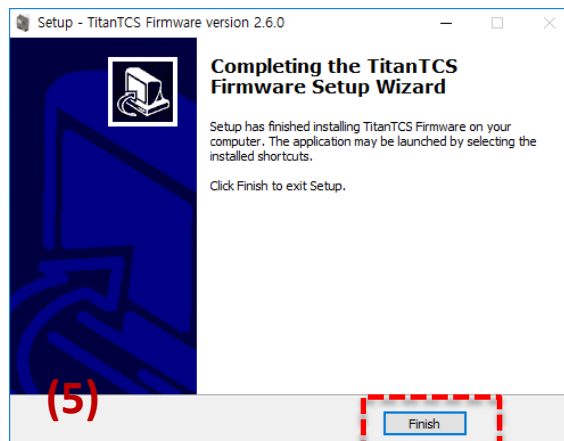 Setup - TitanTCS Firmware version 2.6.0
Completing the TitanTCS
Firmware Setup Wizard
Setup has finished installing TitanTCS Firmware on your
computer. The application may be launched by selecting the
installed shortcuts.
Click Finish to exit Setup.
(5)
Finish